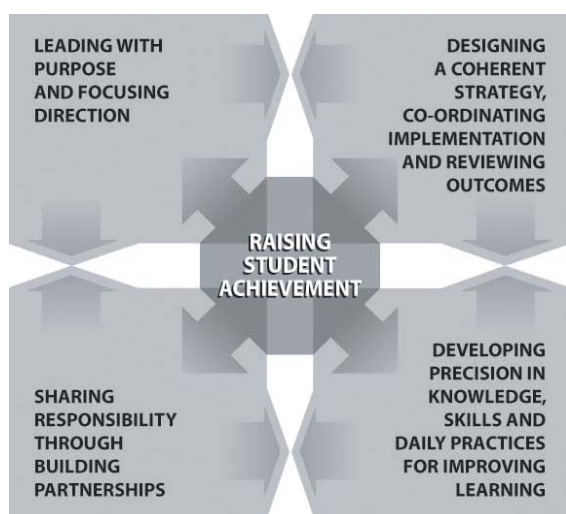 LEADING WITH
PURPOSE
AND FOCUSING
DIRECTION
DESIGNING
A COHERENT
STRATEGY,
CO-ORDINATING
IMPLEMENTATION
AND REVIEWING
OUTCOMES
RAISING
STUDENT
ACHIEVEMENT
SHARING
RESPONSIBILITY
THROUGH
BUILDING
PARTNERSHIPS
DEVELOPING
PRECISION IN
KNOWLEDGE,
SKILLS AND
DAILY PRACTICES
FOR IMPROVING
LEARNING